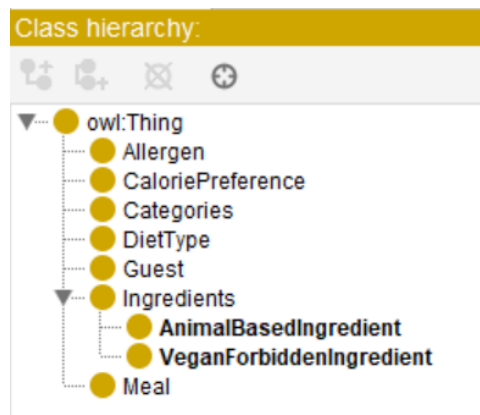 Class hierarchy:
owl:Thing
Allergen
CaloriePreference
Categories
DietType
Guest
Ingredients
AnimalBasedIngredient
VeganForbiddenIngredient
Meal